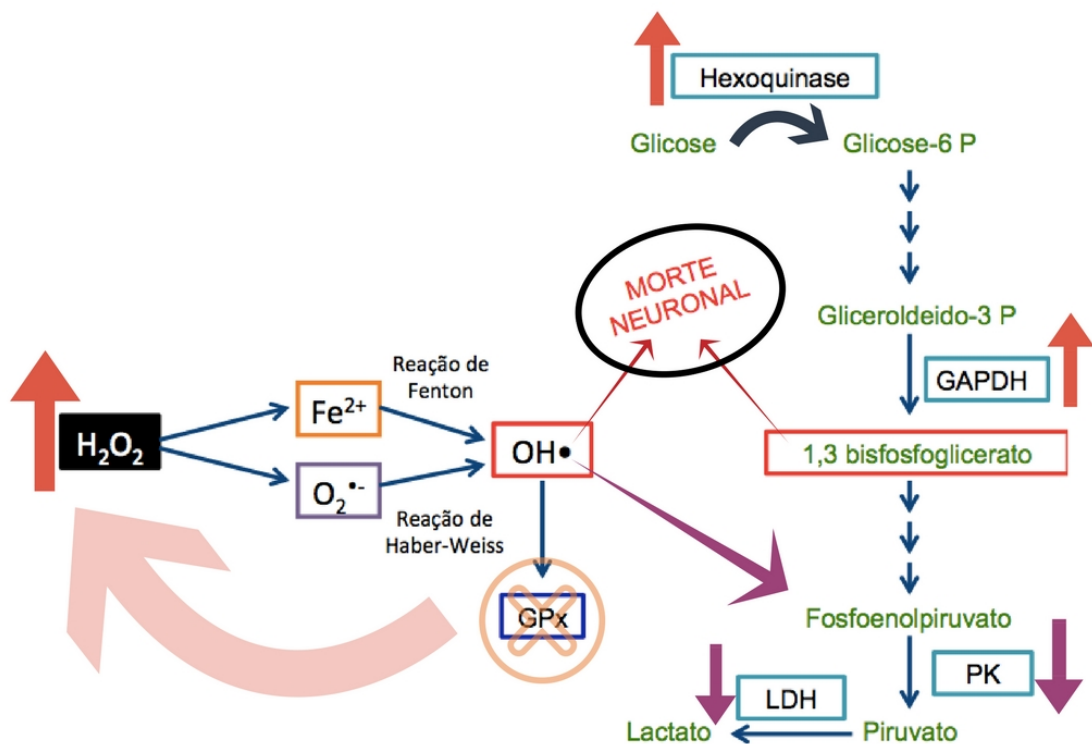 Hexoquinase
Glicose
Glicose-6 P
MORTE
NEURONAL
Gliceroldeido-3 P
GAPDH
1,3 bisfosfoglicerato
Reação de
Fenton
Fe²⁺
H₂O₂
OH•
O₂•⁻
Reação de
Haber-Weiss
GPx
Fosfoenolpiruvato
PK
LDH
Lactato
Piruvato